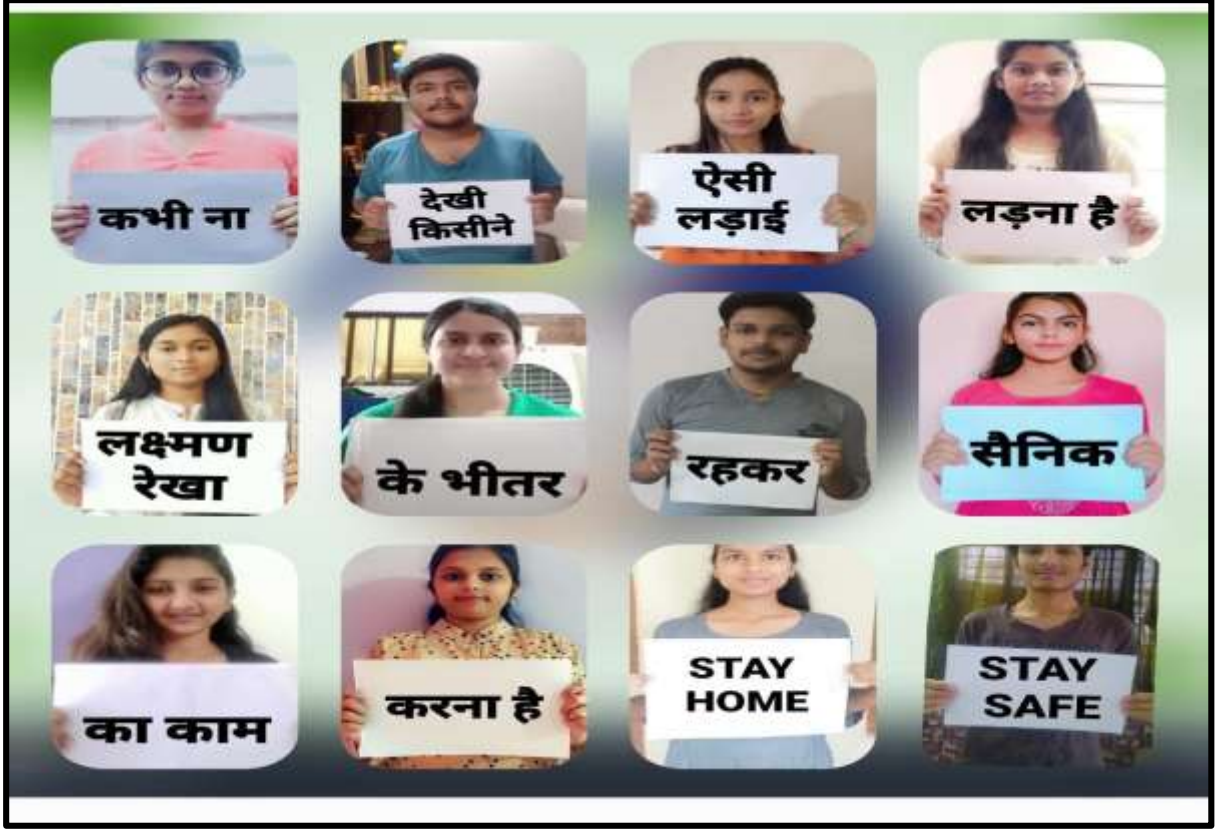 कभी ना
देखी
किसीने
ऐसी
लड़ाई
लड़ना है
लक्ष्मण
रेखा
के भीतर
रहकर
सैनिक
का काम
करना है
STAY
HOME
STAY
SAFE